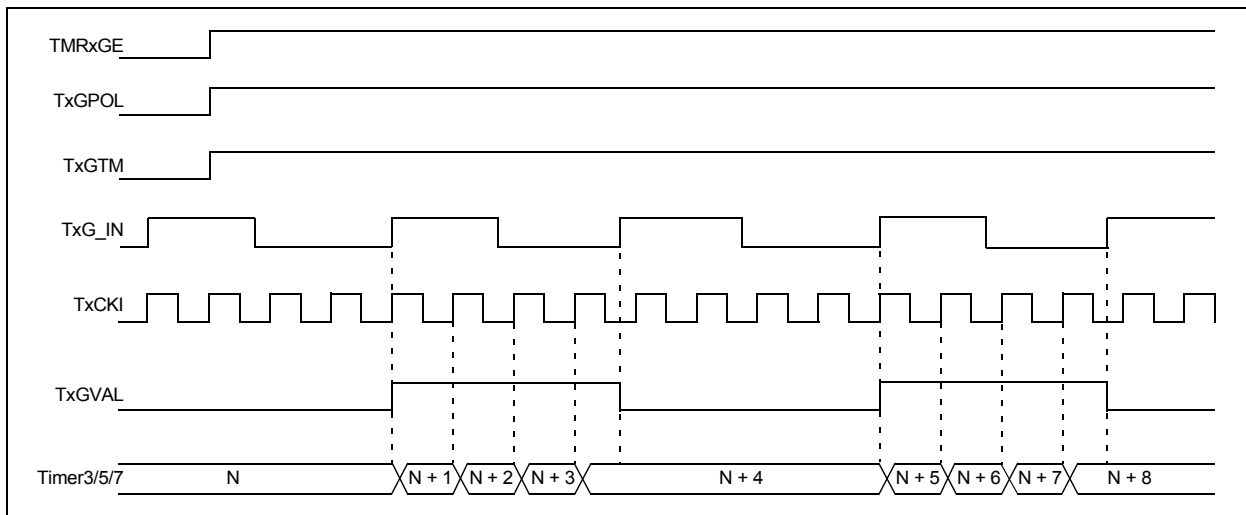 TMRxGE
TxGPOL
TxGTM
TxG_IN
TxCKI
TxGVAL
Timer3/5/7 N N + 1 N + 2 N + 3 N + 4 N + 5 N + 6 N + 7 N + 8